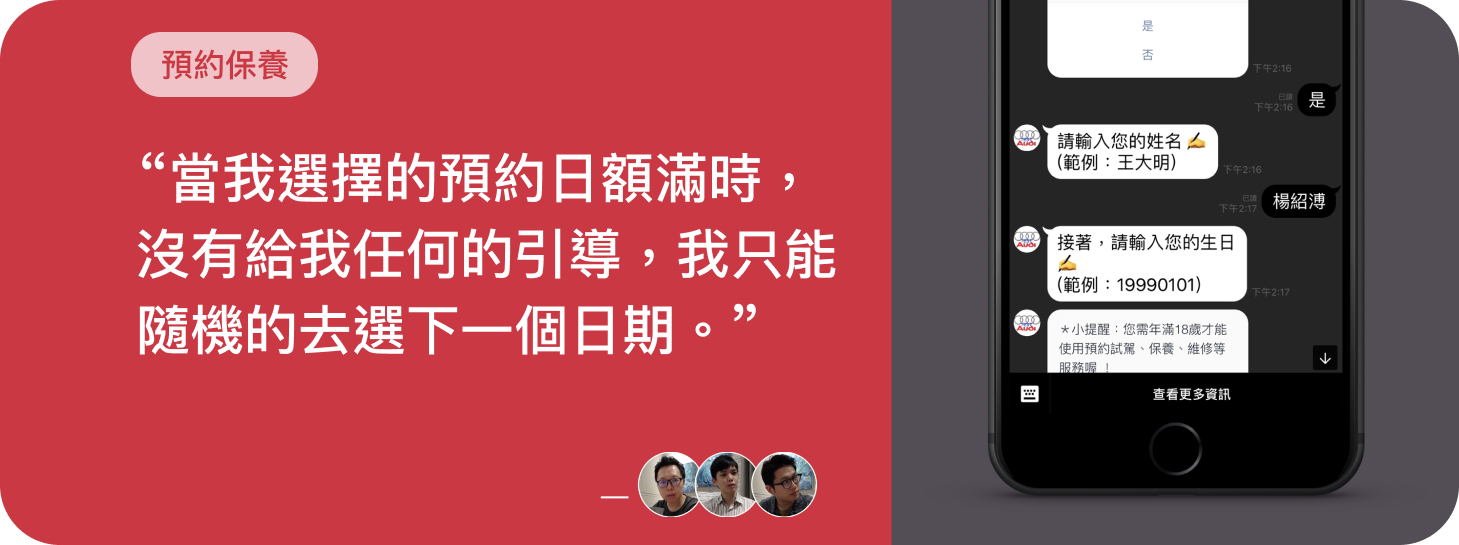 預約保養
“當我選擇的預約日額滿時，
沒有給我任何的引導，我只能
隨機的去選下一個日期。”
—
是
否
下午2:16
已讀
下午2:16
是
請輸入您的姓名✍️
(範例：王大明)
下午2:16
已讀
下午2:17
楊紹溥
接著，請輸入您的生日
✍️
(範例：19990101)
下午2:17
＊小提醒：您需年滿18歲才能
使用預約試駕、保養、維修等
服務喔 ！
查看更多資訊
Audi
Audi
Audi